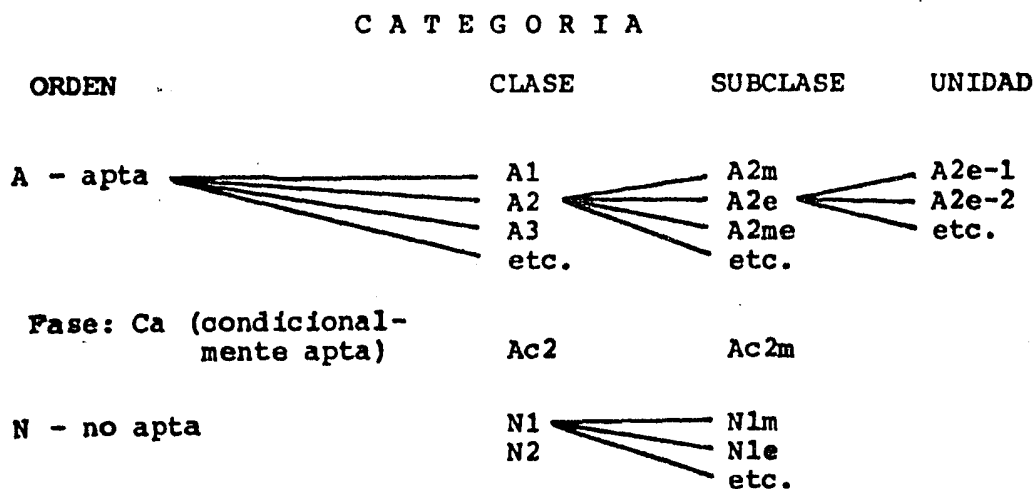 C A T E G O R I A
ORDEN CLASE SUBCLASE UNIDAD
A - apta A1 A2m A2e-1
A2 A2e A2e-2
A3 A2me etc.
etc. etc.
Fase: Ca (condicional-
mente apta) Ac2 Ac2m
N - no apta N1 N1m
N2 N1e
etc.